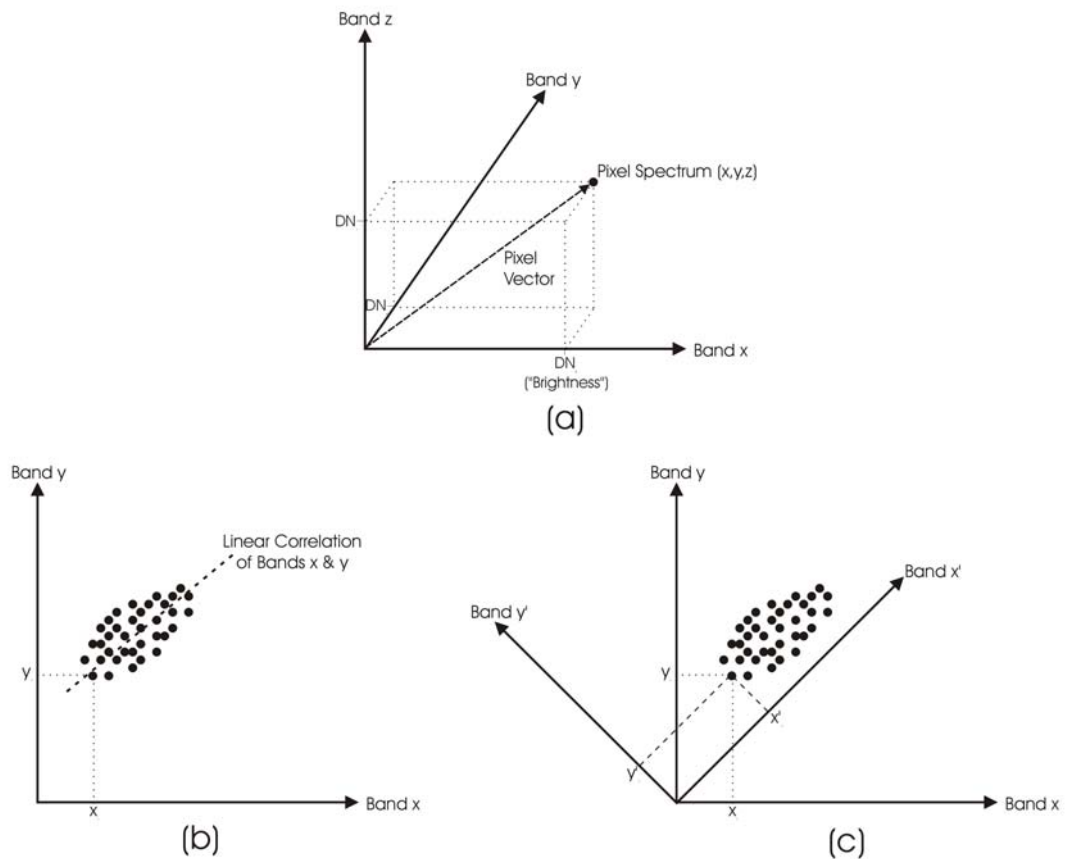 Band z
Band y
Pixel Spectrum (x,y,z)
DN
Pixel
Vector
DN
Band x
DN
("Brightness")
(a)
Band y
Linear Correlation
of Bands x & y
y
x
Band x
(b)
Band y
Band x'
Band y'
y
x'
y'
x
Band x
(c)